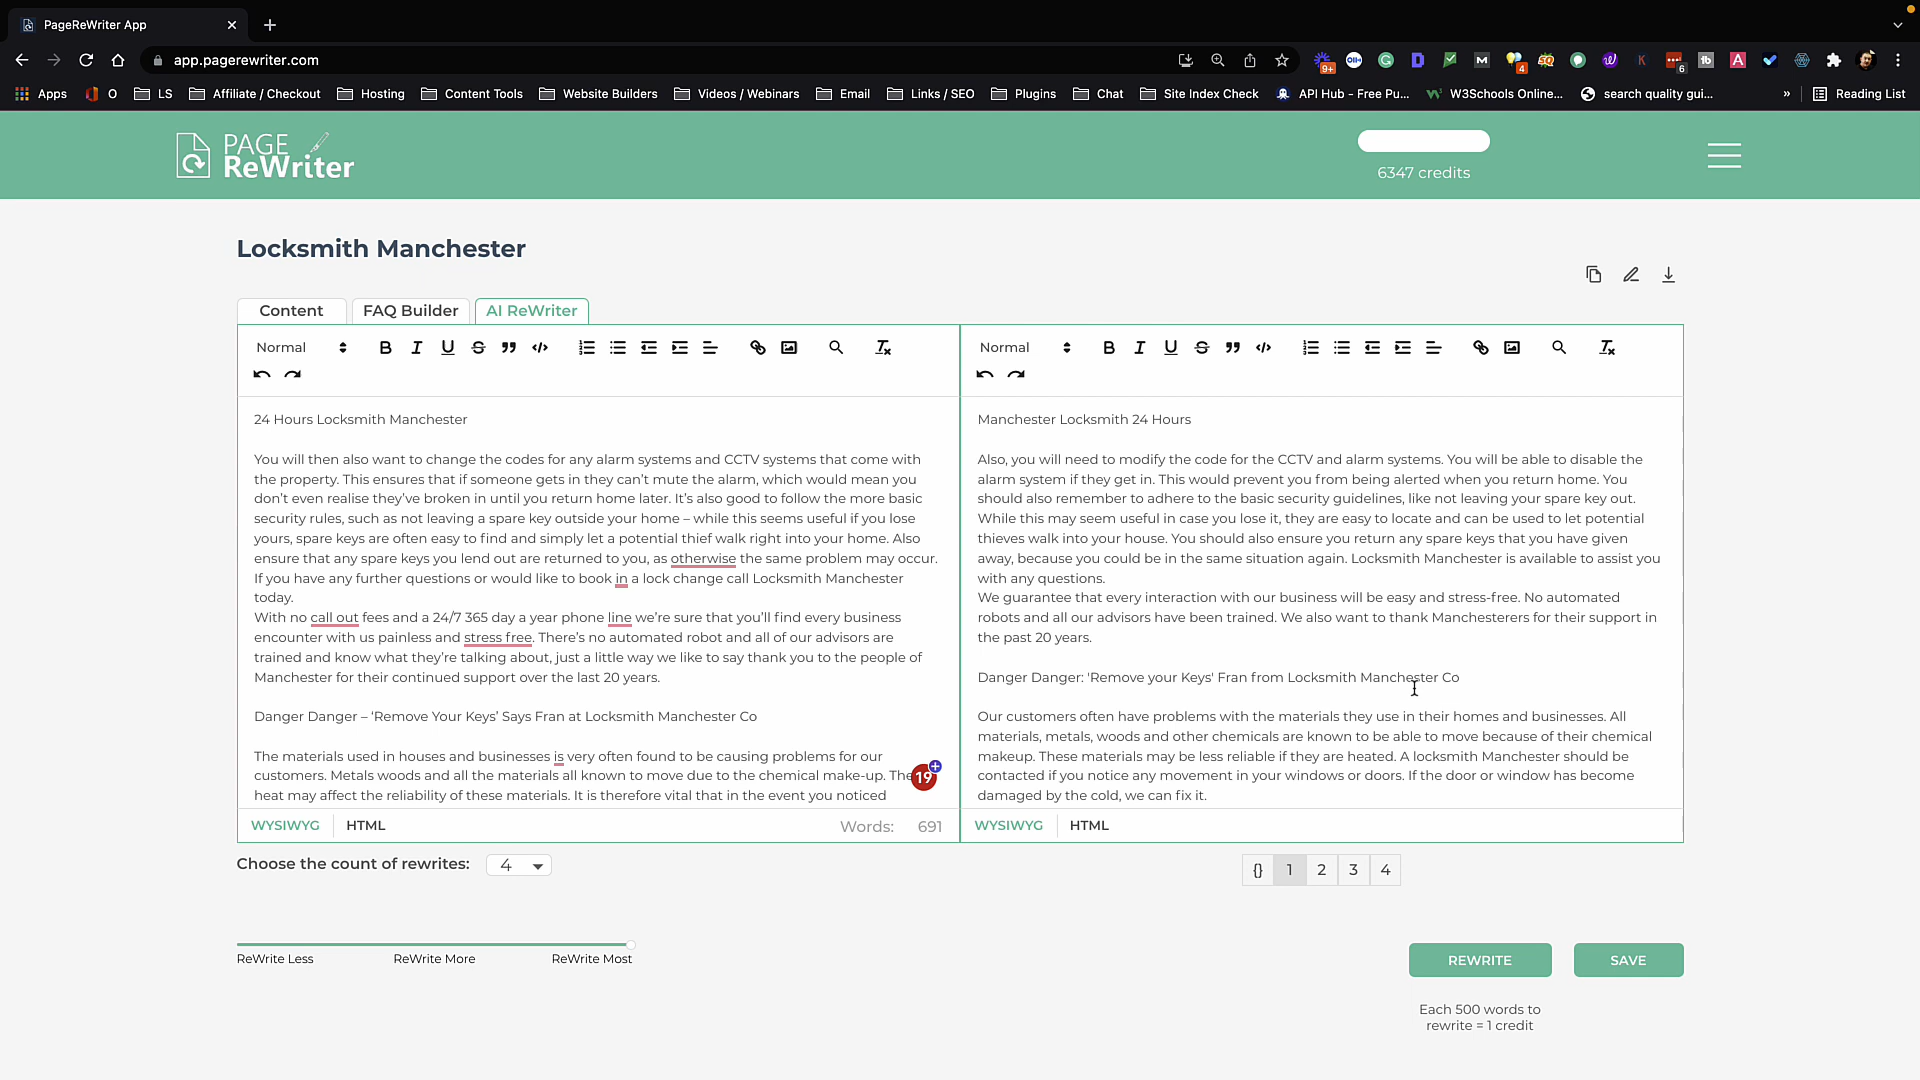 PageReWriter App
app.pagerewriter.com
9+
4
6
Apps
O
LS
Affiliate / Checkout
Hosting
Content Tools
Website Builders
Videos / Webinars
Email
Links / SEO
Plugins
Chat
Site Index Check
API Hub - Free Pu...
W3Schools Online...
search quality gui...
»
Reading List
PAGE
ReWriter
6347 credits
Locksmith Manchester
Content
FAQ Builder
AI ReWriter
Normal
Normal
24 Hours Locksmith Manchester
You will then also want to change the codes for any alarm systems and CCTV systems that come with
the property. This ensures that if someone gets in they can't mute the alarm, which would mean you
don't even realise they've broken in until you return home later. It's also good to follow the more basic
security rules, such as not leaving a spare key outside your home – while this seems useful if you lose
yours, spare keys are often easy to find and simply let a potential thief walk right into your home. Also
ensure that any spare keys you lend out are returned to you, as otherwise the same problem may occur.
If you have any further questions or would like to book in a lock change call Locksmith Manchester
today.
With no call out fees and a 24/7 365 day a year phone line we're sure that you'll find every business
encounter with us painless and stress free. There's no automated robot and all of our advisors are
trained and know what they're talking about, just a little way we like to say thank you to the people of
Manchester for their continued support over the last 20 years.
Danger Danger – ‘Remove Your Keys’ Says Fran at Locksmith Manchester Co
The materials used in houses and businesses is very often found to be causing problems for our
customers. Metals woods and all the materials all known to move due to the chemical make-up. The
heat may affect the reliability of these materials. It is therefore vital that in the event you noticed
19
WYSIWYG
HTML
Words: 691
Manchester Locksmith 24 Hours
Also, you will need to modify the code for the CCTV and alarm systems. You will be able to disable the
alarm system if they get in. This would prevent you from being alerted when you return home. You
should also remember to adhere to the basic security guidelines, like not leaving your spare key out.
While this may seem useful in case you lose it, they are easy to locate and can be used to let potential
thieves walk into your house. You should also ensure you return any spare keys that you have given
away, because you could be in the same situation again. Locksmith Manchester is available to assist you
with any questions.
We guarantee that every interaction with our business will be easy and stress-free. No automated
robots and all our advisors have been trained. We also want to thank Manchesterers for their support in
the past 20 years.
Danger Danger: 'Remove your Keys' Fran from Locksmith Manchester Co
Our customers often have problems with the materials they use in their homes and businesses. All
materials, metals, woods and other chemicals are known to be able to move because of their chemical
makeup. These materials may be less reliable if they are heated. A locksmith Manchester should be
contacted if you notice any movement in your windows or doors. If the door or window has become
damaged by the cold, we can fix it.
WYSIWYG
HTML
Choose the count of rewrites: 4
{} 1 2 3 4
ReWrite Less
ReWrite More
ReWrite Most
REWRITE
SAVE
Each 500 words to
rewrite = 1 credit